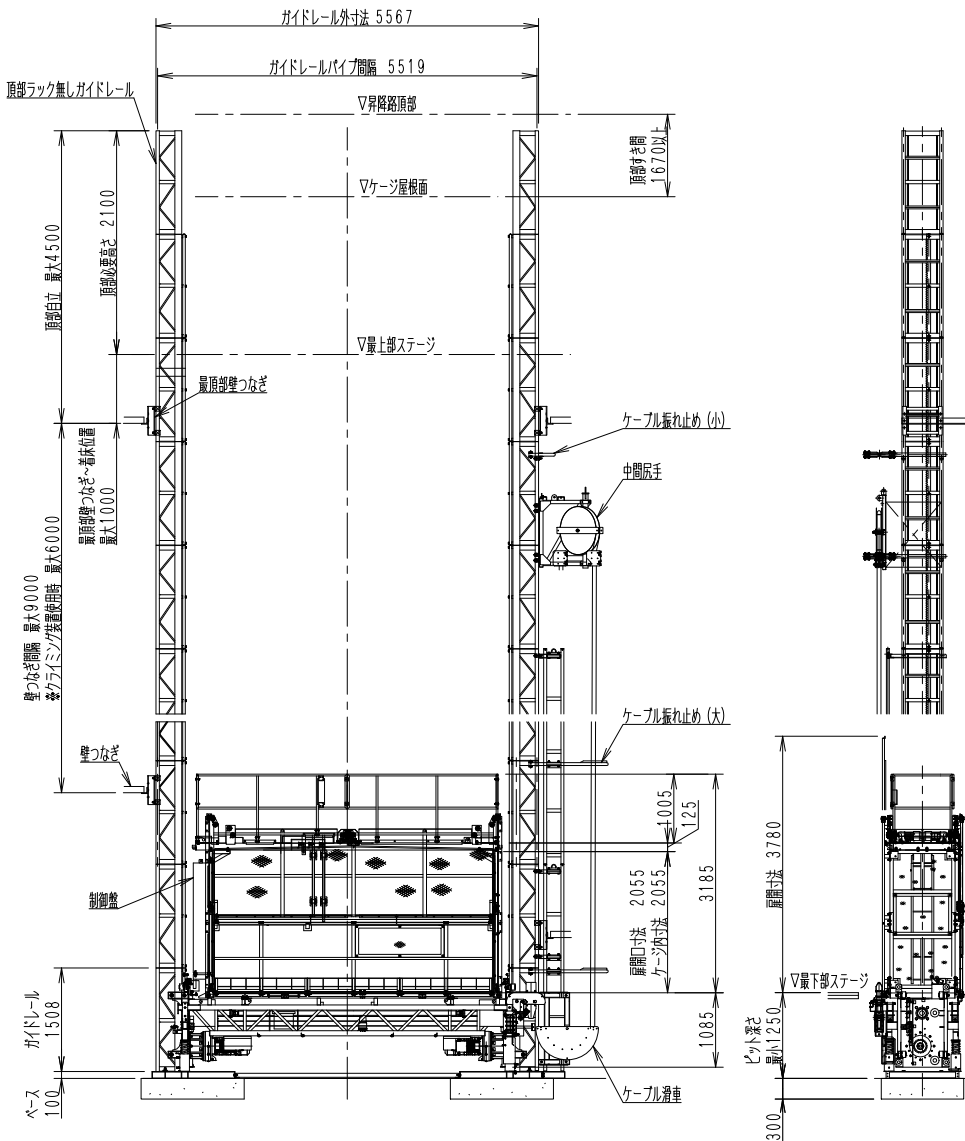 ガイドレール外寸法 5567
ガイドレールパイプ間隔 5519
頂部ラック無しガイドレール
▽昇降路頂部
頂部すき間
1670以上
▽ケージ屋根面
頂部自立 最大4500
頂部必要高さ 2100
▽最上部ステージ
最頂部壁つなぎ
ケーブル振れ止め (小)
中間尻手
最頂部壁つなぎ~着床位置
最大1000
壁つなぎ間隔 最大9000
※クライミング装置使用時 最大6000
壁つなぎ
ケーブル振れ止め (大)
制御盤
1005
125
扉開口寸法 2055
ケージ内寸法 2055
3185
扉開寸法 3780
▽最下部ステージ
ガイドレール
1508
1085
ピット深さ
最小1250
ベース
100
ケーブル滑車
300